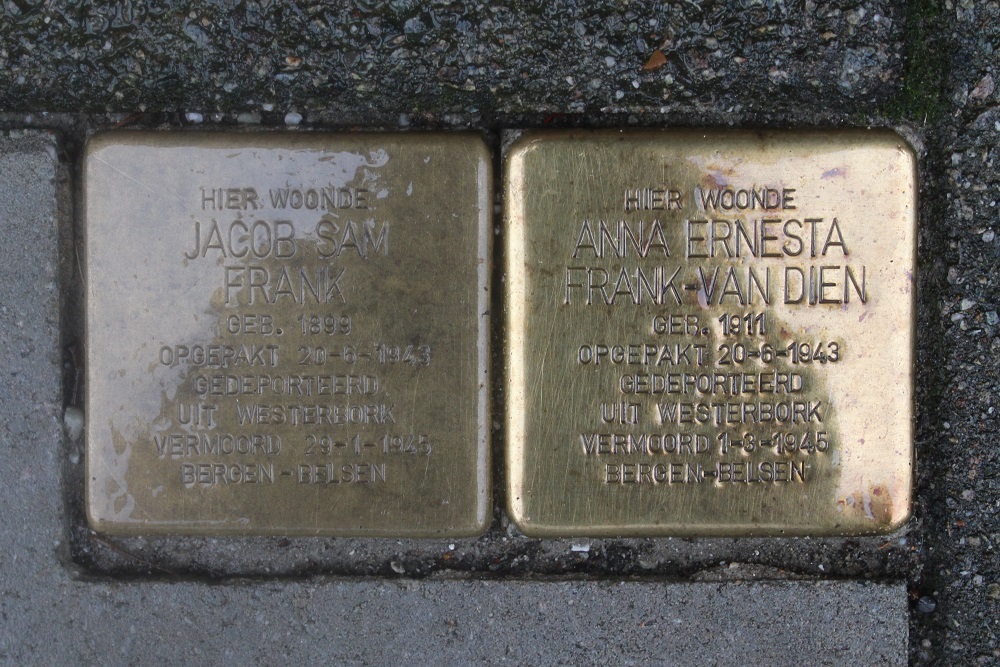 HIER WOONDE
JACOB SAM
FRANK
GEB. 1899
OPGEPAKT 20-6-1943
GEDEPORTEERD
UIT WESTERBORK
VERMOORD 29-1-1945
BERGEN-BELSEN
HIER WOONDE
ANNA ERNESTA
FRANK-VAN DIEN
GEB. 1911
OPGEPAKT 20-6-1943
GEDEPORTEERD
UIT WESTERBORK
VERMOORD 1-3-1945
BERGEN-BELSEN